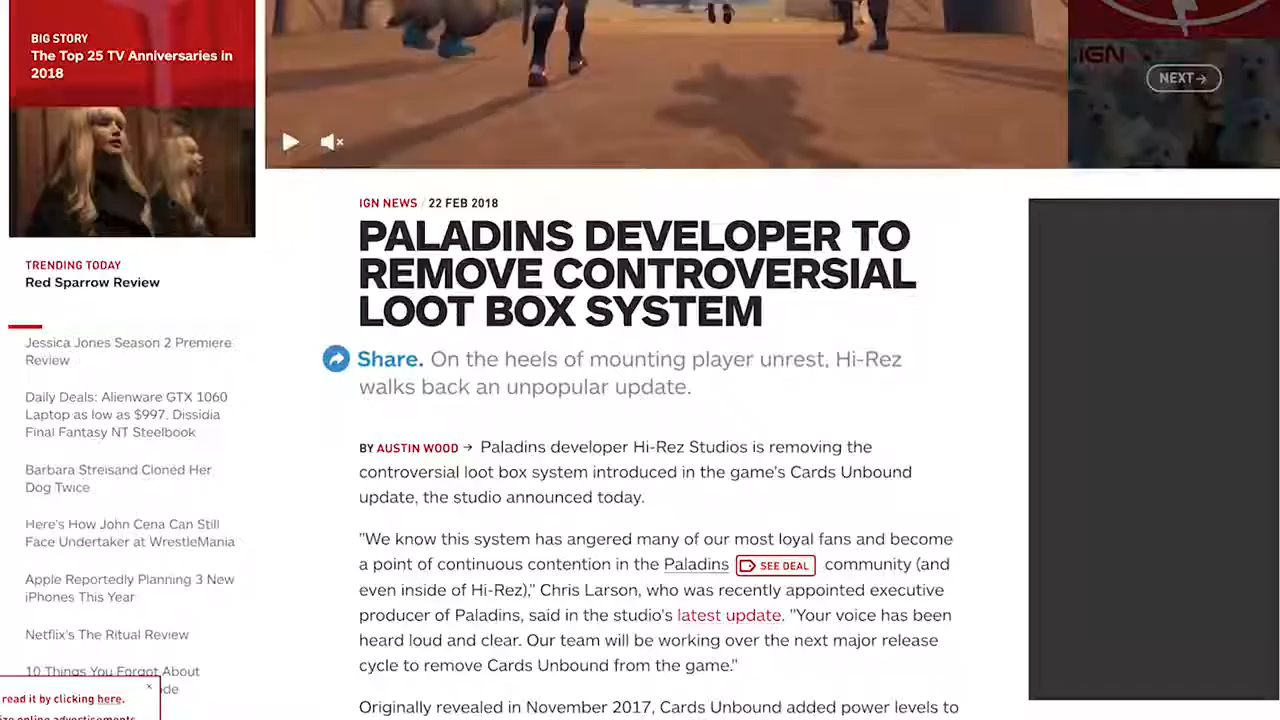 BIG STORY
The Top 25 TV Anniversaries in
2018
IGN
NEXT→
TRENDING TODAY
Red Sparrow Review
Jessica Jones Season 2 Premiere
Review
Daily Deals: Alienware GTX 1060
Laptop as low as $997, Dissidia
Final Fantasy NT Steelbook
Barbara Streisand Cloned Her
Dog Twice
Here's How John Cena Can Still
Face Undertaker at WrestleMania
Apple Reportedly Planning 3 New
iPhones This Year
Netflix's The Ritual Review
10 Things You Forgot About
de
read it by clicking here.
ze online advertisements
IGN NEWS / 22 FEB 2018
PALADINS DEVELOPER TO
REMOVE CONTROVERSIAL
LOOT BOX SYSTEM
Share. On the heels of mounting player unrest, Hi-Rez
walks back an unpopular update.
BY AUSTIN WOOD → Paladins developer Hi-Rez Studios is removing the
controversial loot box system introduced in the game's Cards Unbound
update, the studio announced today.
"We know this system has angered many of our most loyal fans and become
a point of continuous contention in the Paladins SEE DEAL community (and
even inside of Hi-Rez)," Chris Larson, who was recently appointed executive
producer of Paladins, said in the studio's latest update. "Your voice has been
heard loud and clear. Our team will be working over the next major release
cycle to remove Cards Unbound from the game."
Originally revealed in November 2017, Cards Unbound added power levels to